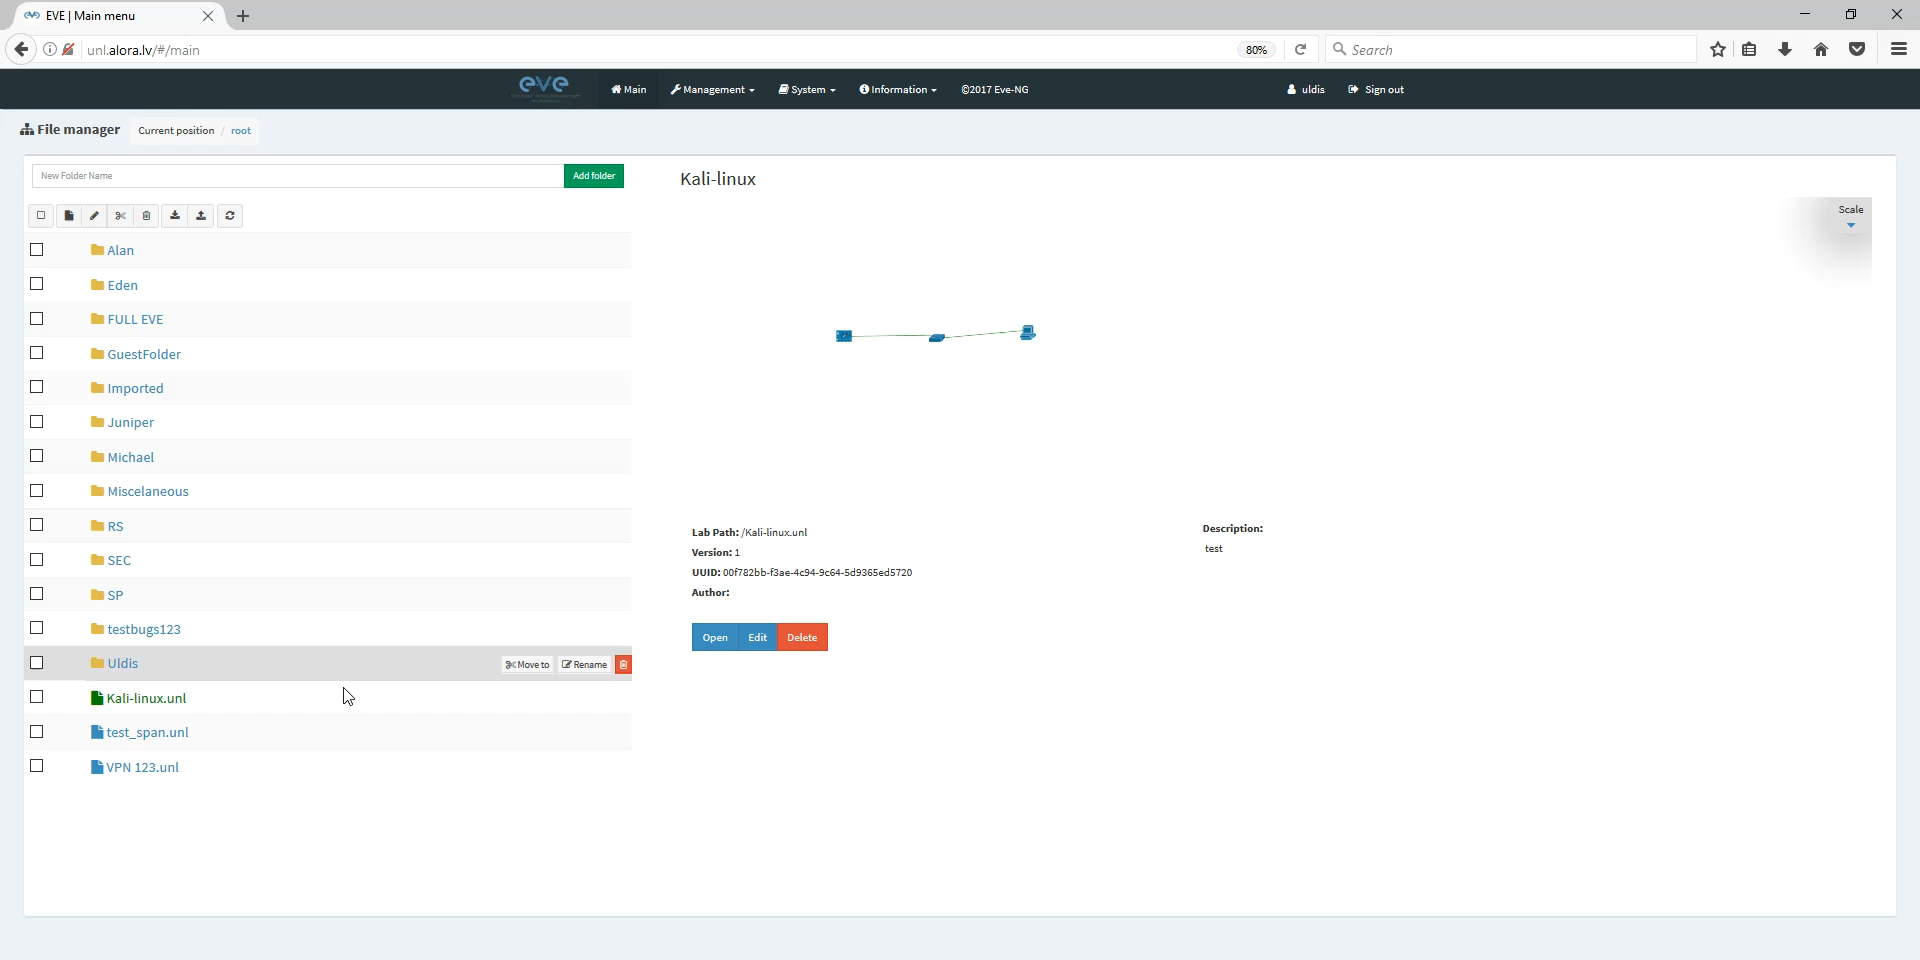 EVE | Main menu
unl.alora.lv/#/main
80%
Search
eve
Main
Management
System
Information
©2017 Eve-NG
uldis
Sign out
File manager
Current position / root
New Folder Name
Add folder
Kali-linux
Scale
Alan
Eden
FULL EVE
GuestFolder
Imported
Juniper
Michael
Miscelaneous
RS
SEC
SP
testbugs123
Uldis
Move to
Rename
Kali-linux.unl
test_span.unl
VPN 123.unl
Lab Path: /Kali-linux.unl
Version: 1
UUID: 00f782bb-f3ae-4c94-9c64-5d9365ed5720
Author:
Description:
test
Open
Edit
Delete